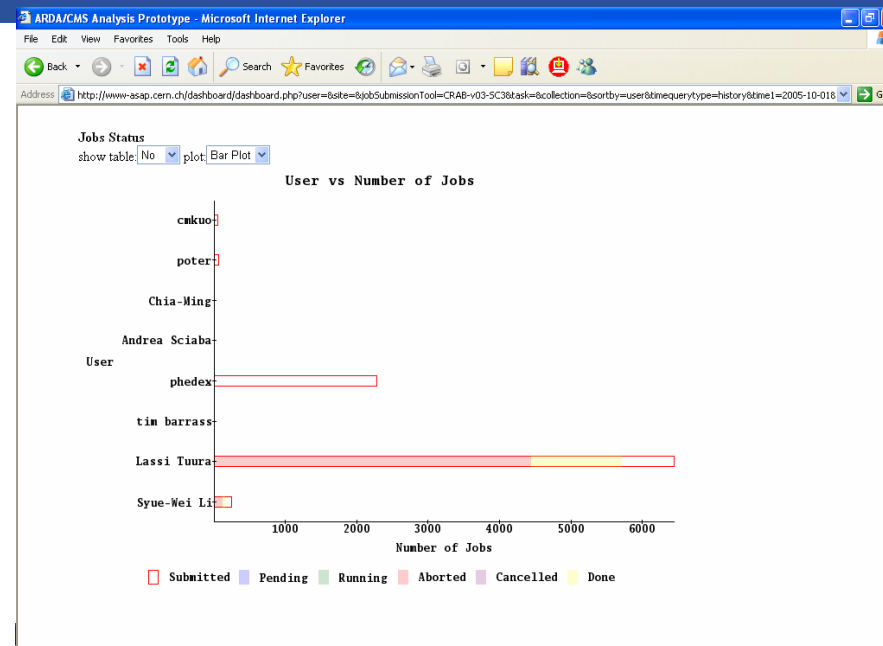 ARDA/CMS Analysis Prototype - Microsoft Internet Explorer
File Edit View Favorites Tools Help
Back Search Favorites
Address http://www-asap.cern.ch/dashboard/dashboard.php?user=&site=&jobSubmissionTool=CRAB-v03-SC3&task=&collection=&sortby=user&timequerytype=history&time1=2005-10-018 G
Jobs Status
show table: No plot: Bar Plot
User vs Number of Jobs
cmkuo
poter
Chia-Ming
Andrea Sciaba
User
phedex
tim barrass
Lassi Tuura
Syue-Wei Li
1000 2000 3000 4000 5000 6000
Number of Jobs
Submitted Pending Running Aborted Cancelled Done